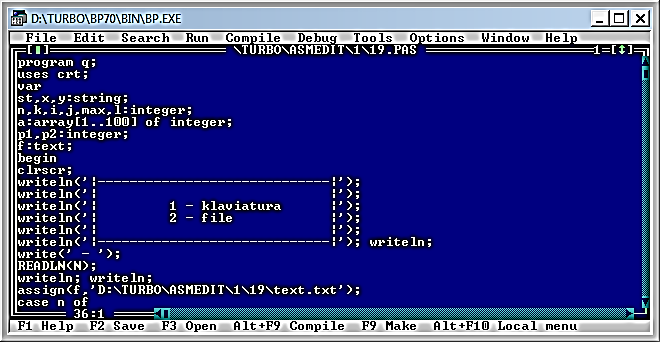 D:\TURBO\BP70\BIN\BP.EXE
File Edit Search Run Compile Debug Tools Options Window Help
[■] \TURBO\ASMEDIT\1\19.PAS 1=[↕]
program q;
uses crt;
var
st,x,y:string;
n,k,i,j,max,l:integer;
a:array[1..100] of integer;
p1,p2:integer;
f:text;
begin
clrscr;
writeln('|-----------------------------|');
writeln('|                             |');
writeln('|         1 - klaviatura      |');
writeln('|         2 - file            |');
writeln('|                             |');
writeln('|-----------------------------|'); writeln;
write(' - ');
READLN(N);
writeln; writeln;
assign(f,'D:\TURBO\ASMEDIT\1\19\text.txt');
case n of
36:1
F1 Help F2 Save F3 Open Alt+F9 Compile F9 Make Alt+F10 Local menu